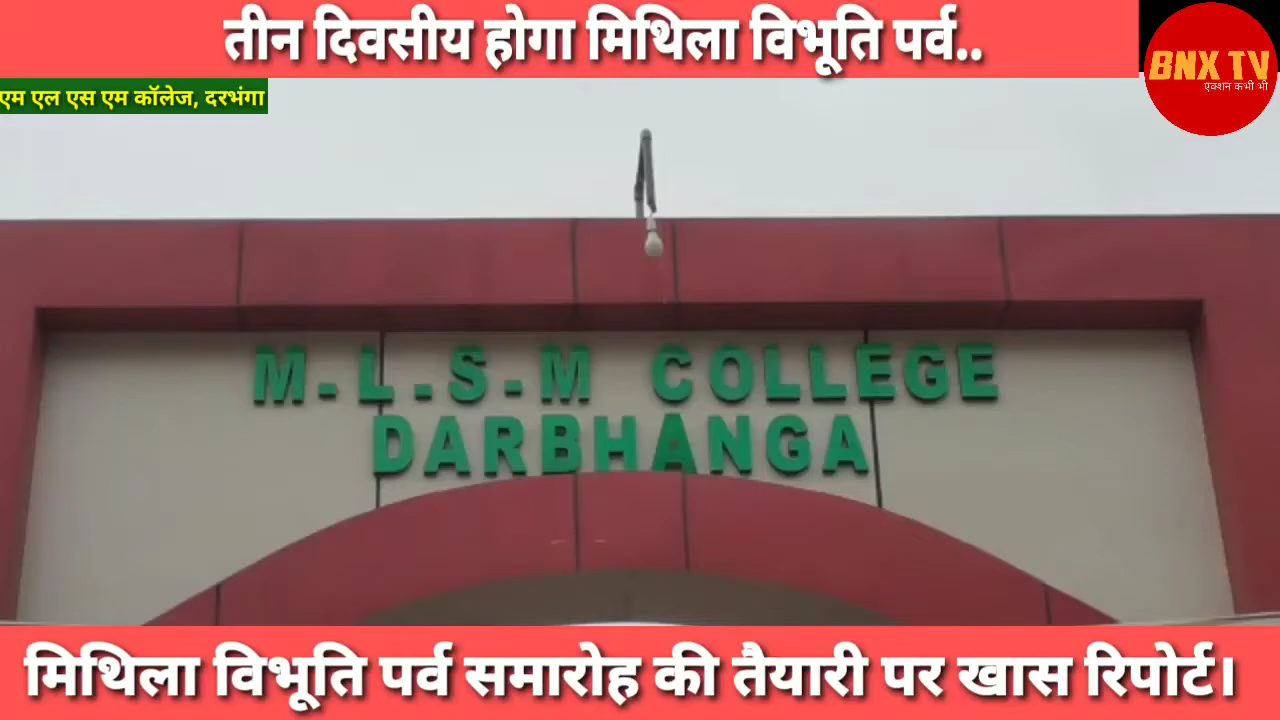 तीन दिवसीय होगा मिथिला विभूति पर्व..
BNX TV
एक्शन कभी भी
एम एल एस एम कॉलेज, दरभंगा
M-L-S-M COLLEGE
DARBHANGA
मिथिला विभूति पर्व समारोह की तैयारी पर खास रिपोर्ट।